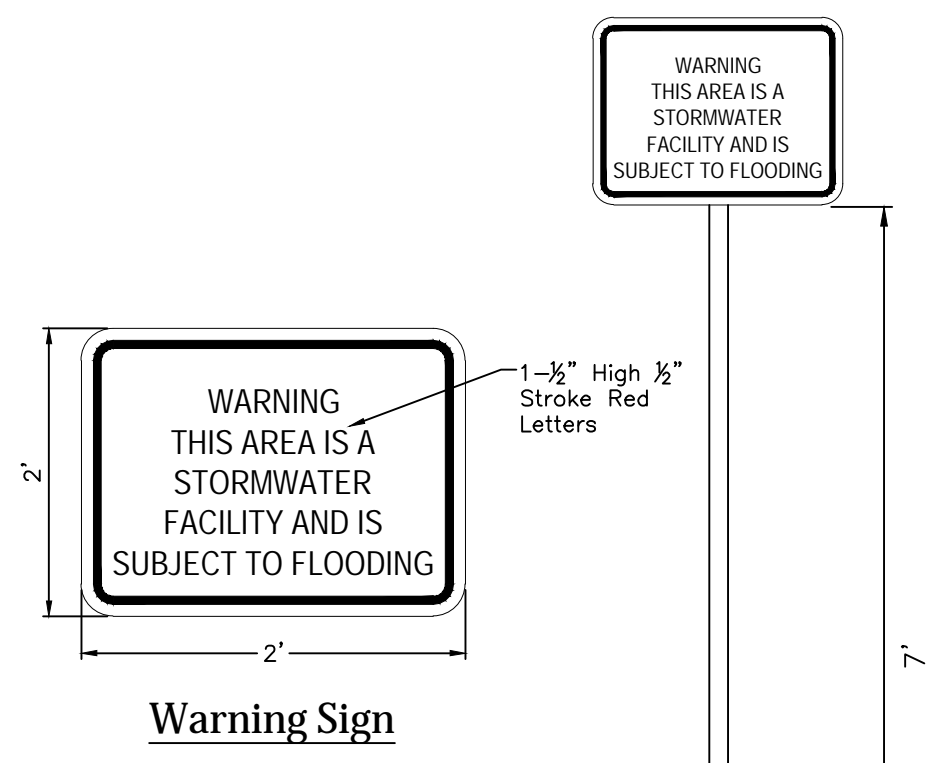 WARNING
THIS AREA IS A
STORMWATER
FACILITY AND IS
SUBJECT TO FLOODING
WARNING
THIS AREA IS A
STORMWATER
FACILITY AND IS
SUBJECT TO FLOODING
1-½" High ½"
Stroke Red
Letters
2'
2'
7'
Warning Sign